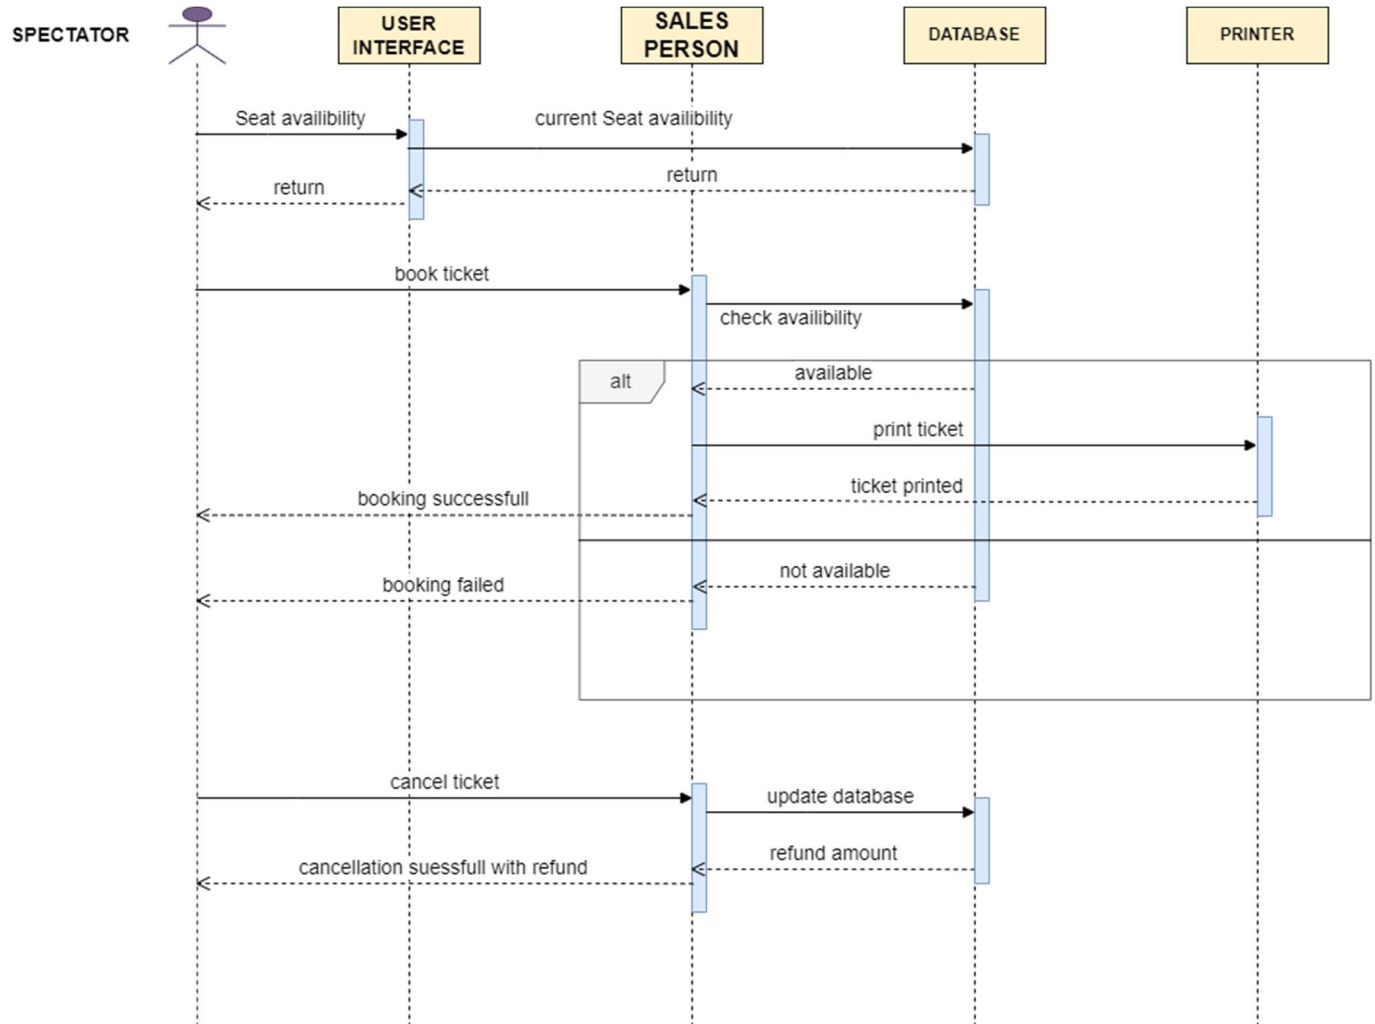 SPECTATOR
USER
INTERFACE
SALES
PERSON
DATABASE
PRINTER
Seat availibility
current Seat availibility
return
return
book ticket
check availibility
alt
available
print ticket
ticket printed
booking successfull
not available
booking failed
cancel ticket
update database
refund amount
cancellation suessfull with refund